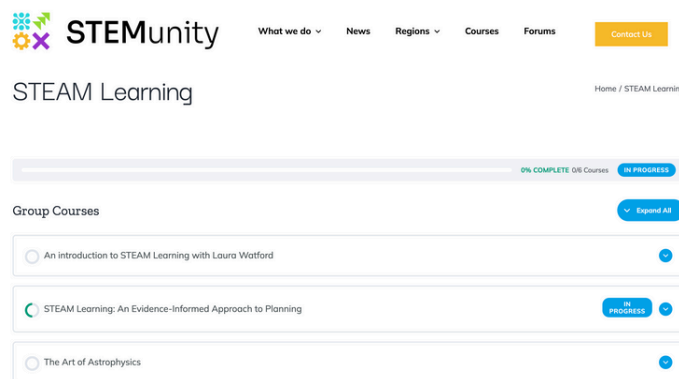 STEMunity
What we do
News
Regions
Courses
Forums
Contact Us
STEAM Learning
Home / STEAM Learnin
0% COMPLETE 0/6 Courses
IN PROGRESS
Group Courses
Expand All
An introduction to STEAM Learning with Laura Watford
STEAM Learning: An Evidence-Informed Approach to Planning
IN
PROGRESS
The Art of Astrophysics